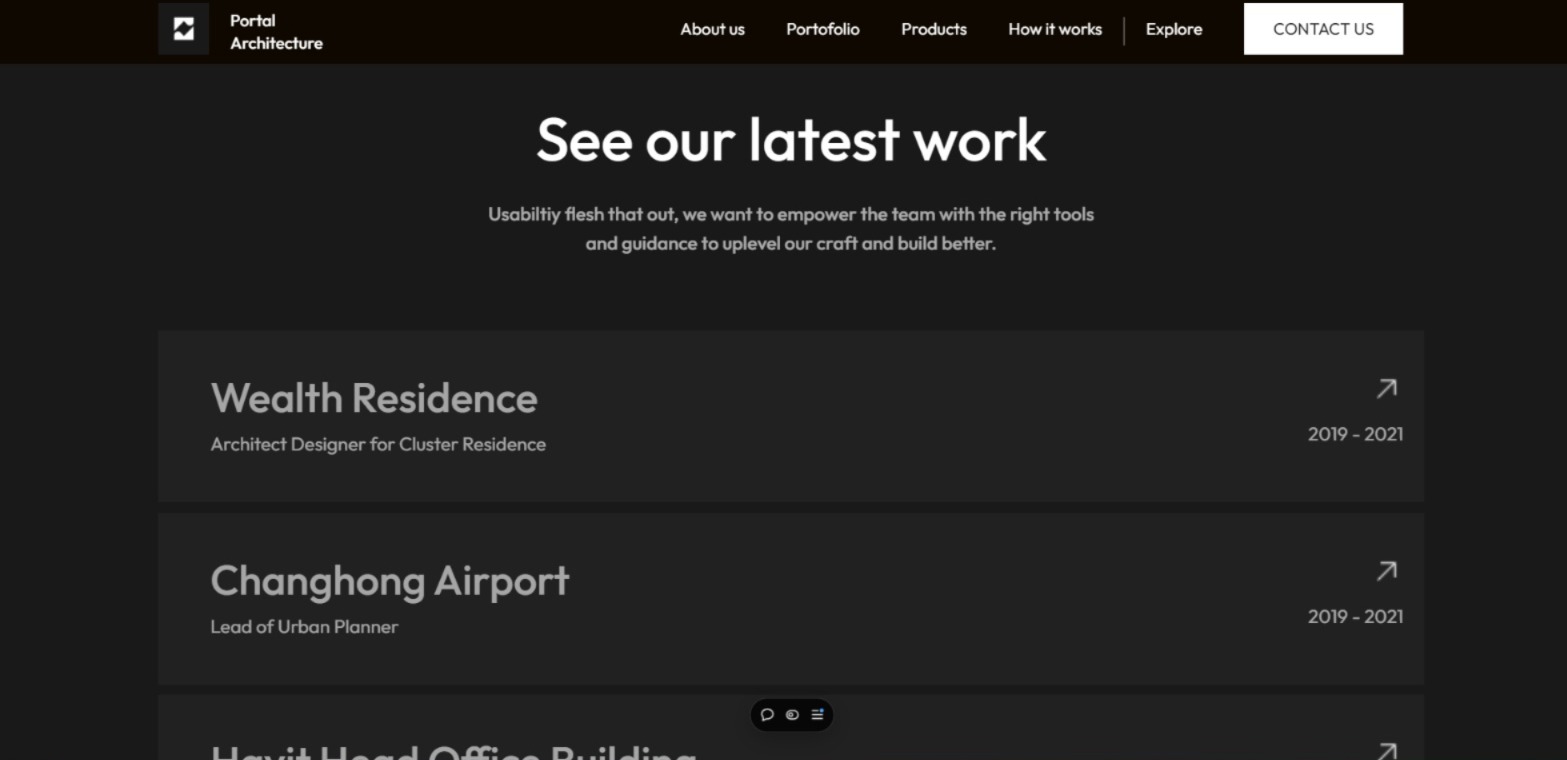 Portal
Architecture
About us
Portofolio
Products
How it works
Explore
CONTACT US
See our latest work
Usabiltiy flesh that out, we want to empower the team with the right tools
and guidance to uplevel our craft and build better.
Wealth Residence
Architect Designer for Cluster Residence
2019 - 2021
Changhong Airport
Lead of Urban Planner
2019 - 2021
Havit Head Office Building